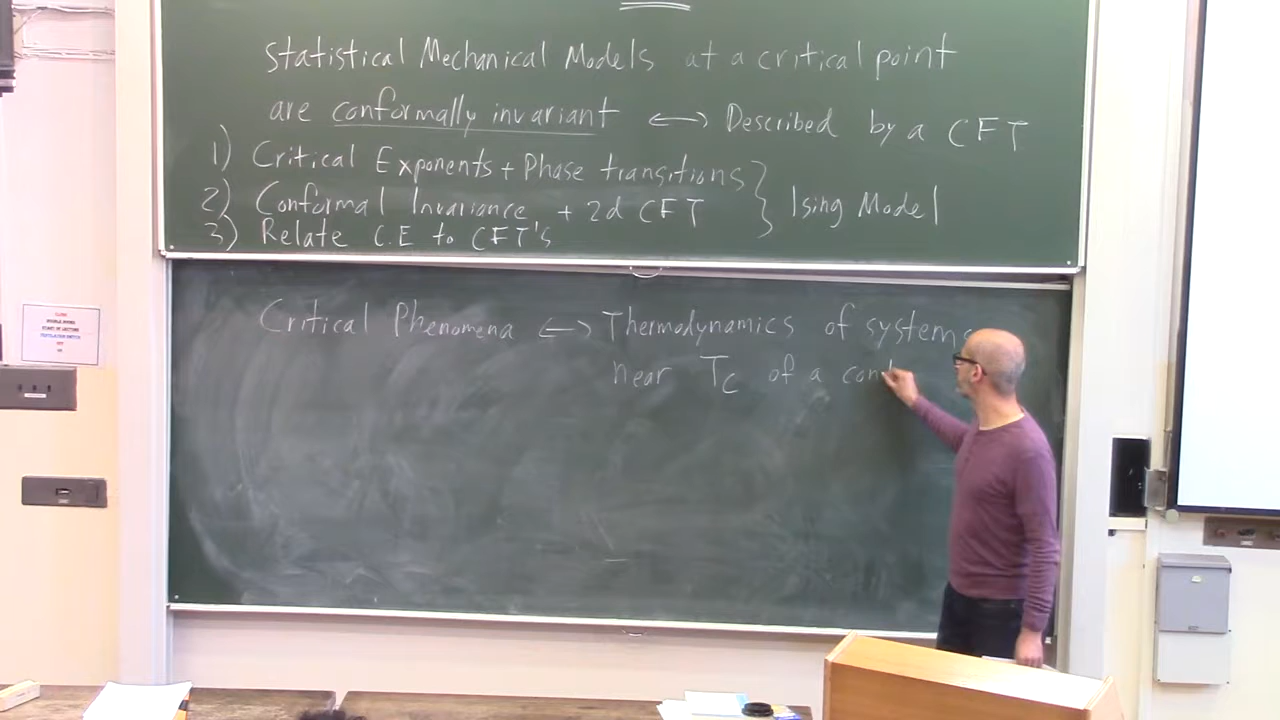 Statistical Mechanical Models at a critical point
are conformally invariant ⟷ Described by a CFT
1) Critical Exponents + Phase transitions
2) Conformal Invariance + 2d CFT } Ising Model
3) Relate C.E to CFT's
Critical Phenomena ⟷ Thermodynamics of systems
near Tc of a con